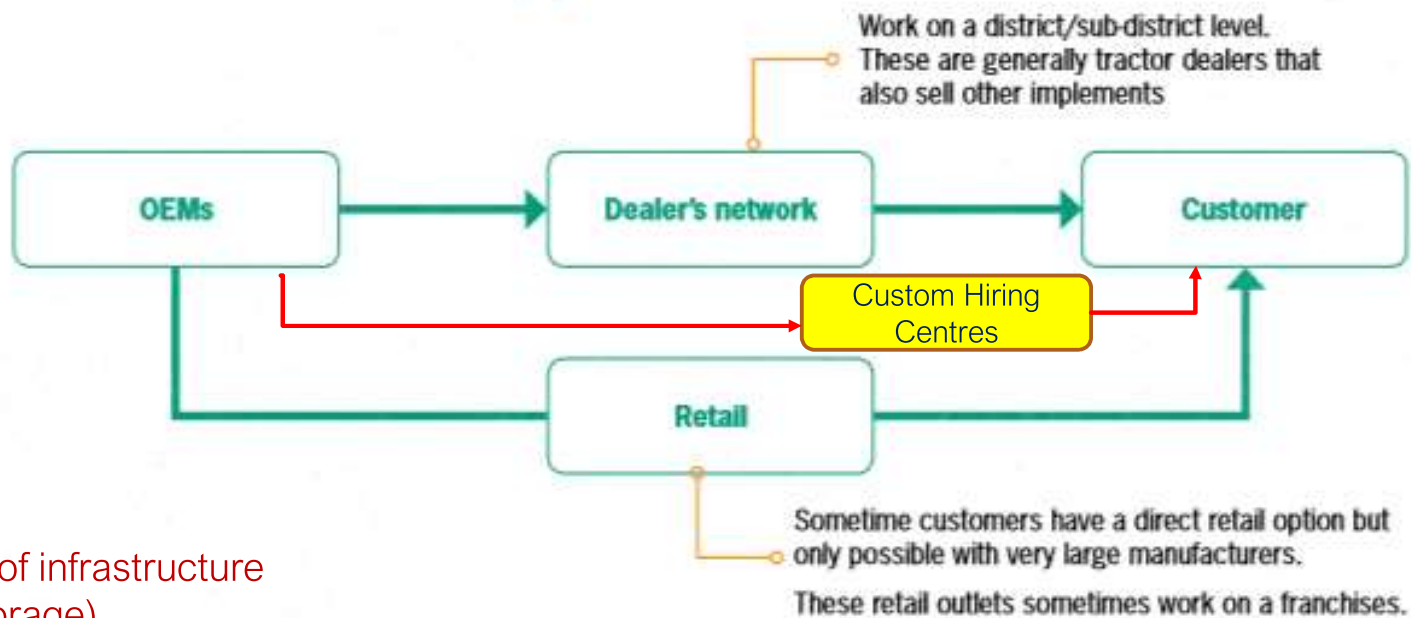 Work on a district/sub-district level.
These are generally tractor dealers that
also sell other implements
OEMs
Dealer's network
Customer
Custom Hiring
Centres
Retail
Sometime customers have a direct retail option but
only possible with very large manufacturers.
These retail outlets sometimes work on a franchises.
of infrastructure